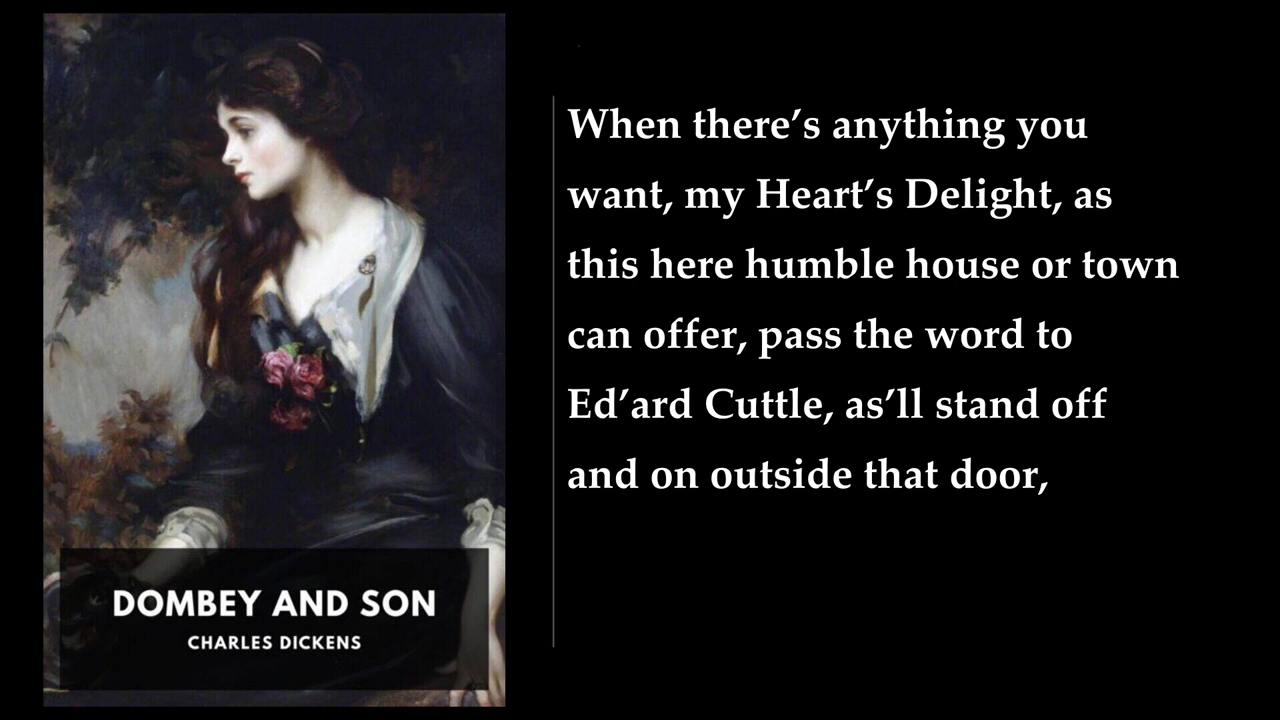 When there’s anything you
want, my Heart’s Delight, as
this here humble house or town
can offer, pass the word to
Ed’ard Cuttle, as’ll stand off
and on outside that door,
DOMBEY AND SON
CHARLES DICKENS